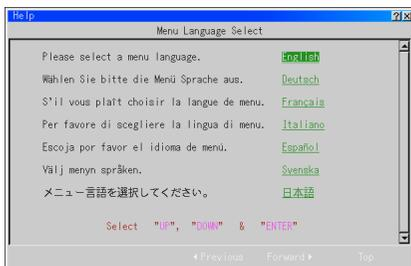 Help
Menu Language Select
Please select a menu language. English
Wählen Sie bitte die Menü Sprache aus. Deutsch
S'il vous plaît choisir la langue de menu. Français
Per favore di scegliere la lingua di menu. Italiano
Escoja por favor el idioma de menú. Español
Välj menyn språken. Svenska
メニュー言語を選択してください。 日本語
Select "UP", "DOWN" & "ENTER"
Previous Forward Top